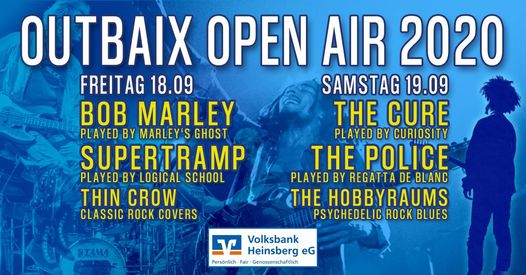 OUTBAIX OPEN AIR 2020
FREITAG 18.09
BOB MARLEY
PLAYED BY MARLEY'S GHOST
SUPERTRAMP
PLAYED BY LOGICAL SCHOOL
THIN CROW
CLASSIC ROCK COVERS
SAMSTAG 19.09
THE CURE
PLAYED BY CURIOSITY
THE POLICE
PLAYED BY REGATTA DE BLANC
THE HOBBYRAUMS
PSYCHEDELIC ROCK BLUES
TAMA
Volksbank
Heinsberg eG
Persönlich · Fair · Genossenschaftlich